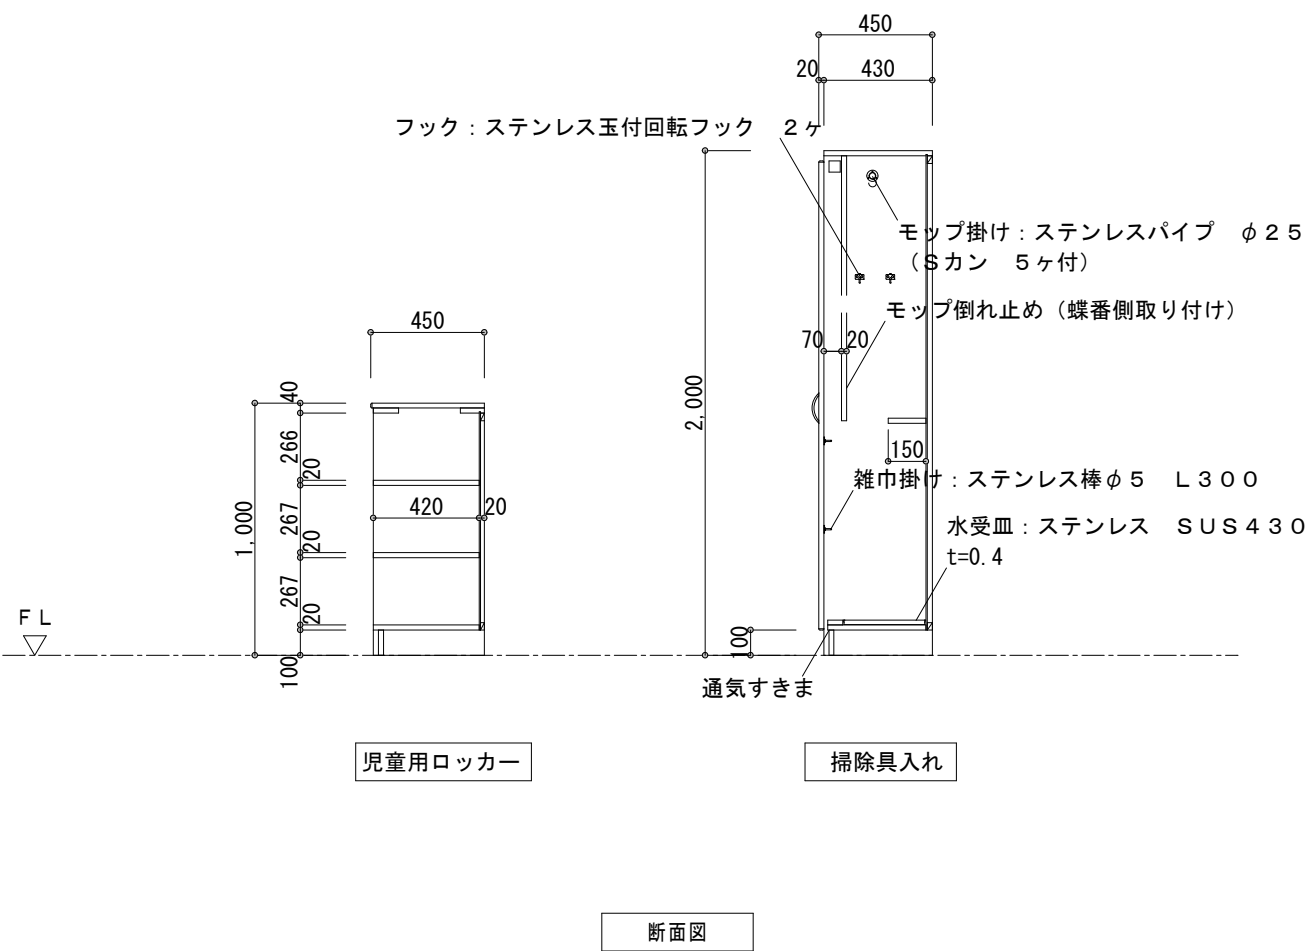 450
20 430
フック：ステンレス玉付回転フック　２ヶ
モップ掛け：ステンレスパイプ　φ２５
（Ｓカン　５ヶ付）
モップ倒れ止め（蝶番側取り付け）
70 20
2,000
150
雑巾掛け：ステンレス棒φ５　Ｌ３００
水受皿：ステンレス　ＳＵＳ４３０
t=0.4
100
通気すきま
450
40
266
20
267
20
267
20
100
1,000
420 20
ＦＬ
児童用ロッカー
掃除具入れ
断面図